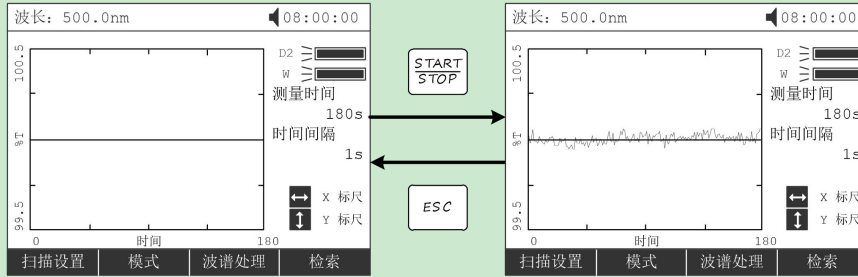 波长: 500.0nm 08:00:00
100.5
%T
99.5
0 时间 180
D2
W
测量时间
180s
时间间隔
1s
X 标尺
Y 标尺
扫描设置 模式 波谱处理 检索
START
STOP
ESC
波长: 500.0nm 08:00:00
100.5
%T
99.5
0 时间 180
D2
W
测量时间
180s
时间间隔
1s
X 标尺
Y 标尺
扫描设置 模式 波谱处理 检索